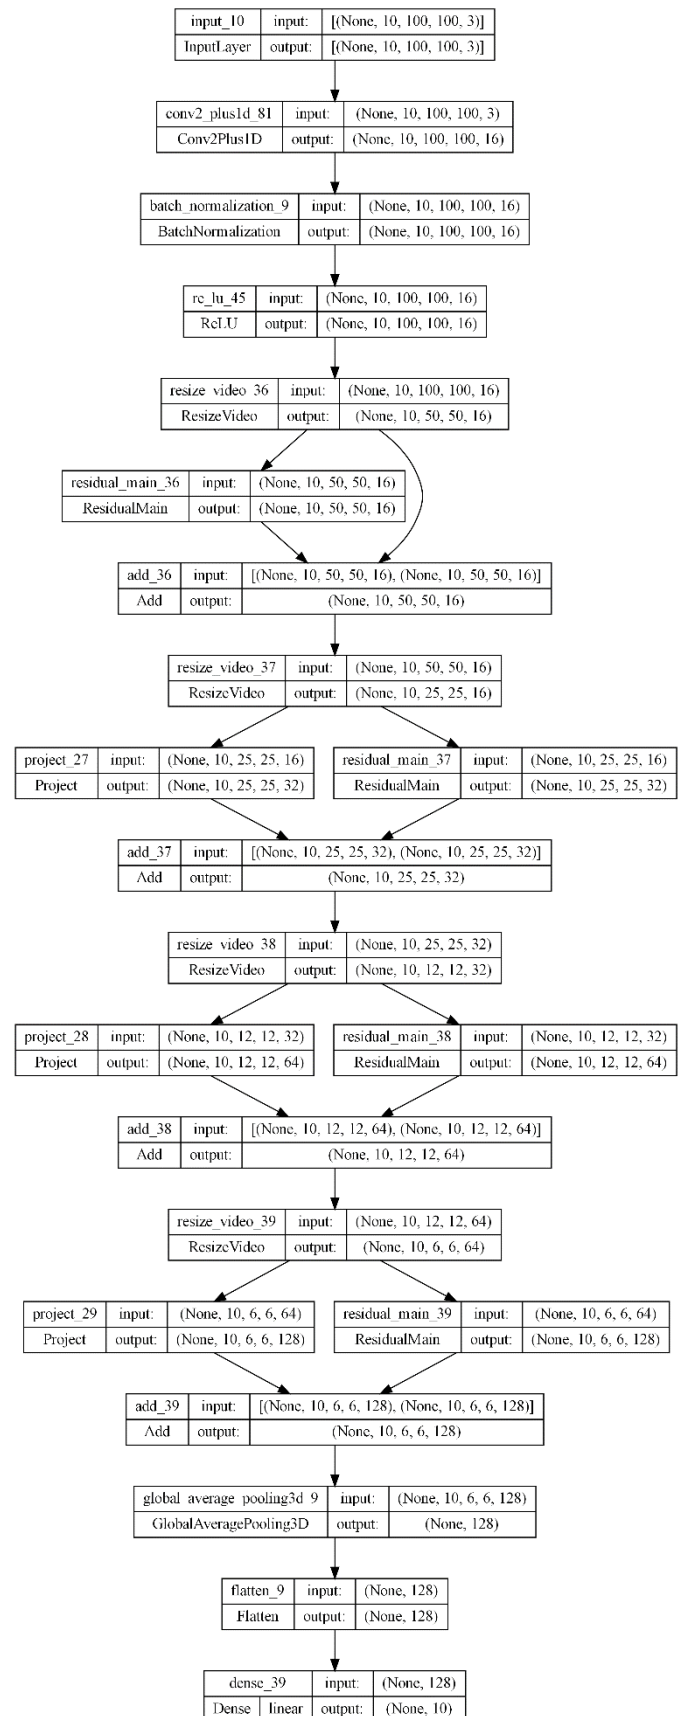 input_10 input: [(None, 10, 100, 100, 3)]
InputLayer output: [(None, 10, 100, 100, 3)]
conv2_plus1d_81 input: (None, 10, 100, 100, 3)
Conv2Plus1D output: (None, 10, 100, 100, 16)
batch_normalization_9 input: (None, 10, 100, 100, 16)
BatchNormalization output: (None, 10, 100, 100, 16)
re_lu_45 input: (None, 10, 100, 100, 16)
ReLU output: (None, 10, 100, 100, 16)
resize_video_36 input: (None, 10, 100, 100, 16)
ResizeVideo output: (None, 10, 50, 50, 16)
residual_main_36 input: (None, 10, 50, 50, 16)
ResidualMain output: (None, 10, 50, 50, 16)
add_36 input: [(None, 10, 50, 50, 16), (None, 10, 50, 50, 16)]
Add output: (None, 10, 50, 50, 16)
resize_video_37 input: (None, 10, 50, 50, 16)
ResizeVideo output: (None, 10, 25, 25, 16)
project_27 input: (None, 10, 25, 25, 16) residual_main_37 input: (None, 10, 25, 25, 16)
Project output: (None, 10, 25, 25, 32) ResidualMain output: (None, 10, 25, 25, 32)
add_37 input: [(None, 10, 25, 25, 32), (None, 10, 25, 25, 32)]
Add output: (None, 10, 25, 25, 32)
resize_video_38 input: (None, 10, 25, 25, 32)
ResizeVideo output: (None, 10, 12, 12, 32)
project_28 input: (None, 10, 12, 12, 32) residual_main_38 input: (None, 10, 12, 12, 32)
Project output: (None, 10, 12, 12, 64) ResidualMain output: (None, 10, 12, 12, 64)
add_38 input: [(None, 10, 12, 12, 64), (None, 10, 12, 12, 64)]
Add output: (None, 10, 12, 12, 64)
resize_video_39 input: (None, 10, 12, 12, 64)
ResizeVideo output: (None, 10, 6, 6, 64)
project_29 input: (None, 10, 6, 6, 64) residual_main_39 input: (None, 10, 6, 6, 64)
Project output: (None, 10, 6, 6, 128) ResidualMain output: (None, 10, 6, 6, 128)
add_39 input: [(None, 10, 6, 6, 128), (None, 10, 6, 6, 128)]
Add output: (None, 10, 6, 6, 128)
global_average_pooling3d_9 input: (None, 10, 6, 6, 128)
GlobalAveragePooling3D output: (None, 128)
flatten_9 input: (None, 128)
Flatten output: (None, 128)
dense_39 input: (None, 128)
Dense linear output: (None, 10)